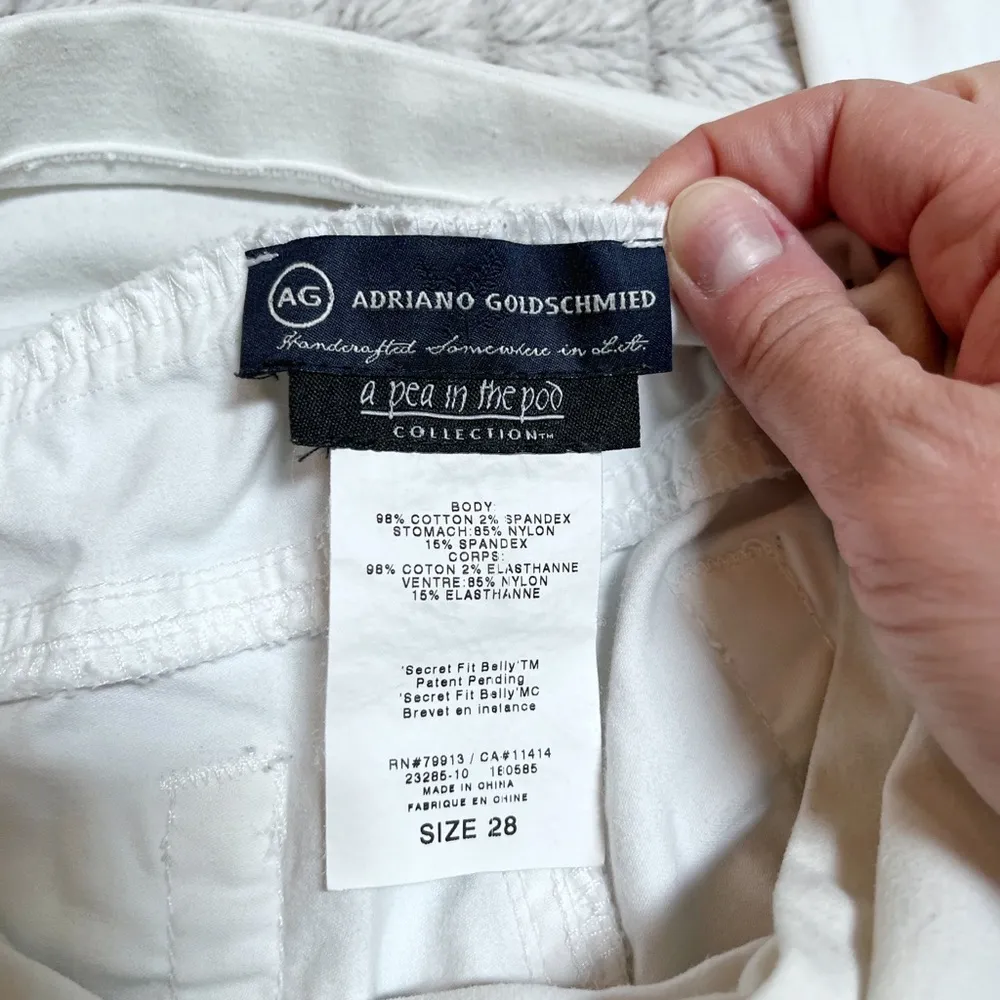 AG ADRIANO GOLDSCHMIED
Handcrafted Somewhere in L.A.
a pea in the pod
COLLECTION™
BODY:
98% COTTON 2% SPANDEX
STOMACH:85% NYLON
15% SPANDEX
CORPS:
98% COTON 2% ELASTHANNE
VENTRE:85% NYLON
15% ELASTHANNE
'Secret Fit Belly'TM
Patent Pending
'Secret Fit Belly'MC
Brevet en instance
RN#79913 / CA#11414
23285-10 160585
MADE IN CHINA
FABRIQUE EN CHINE
SIZE 28